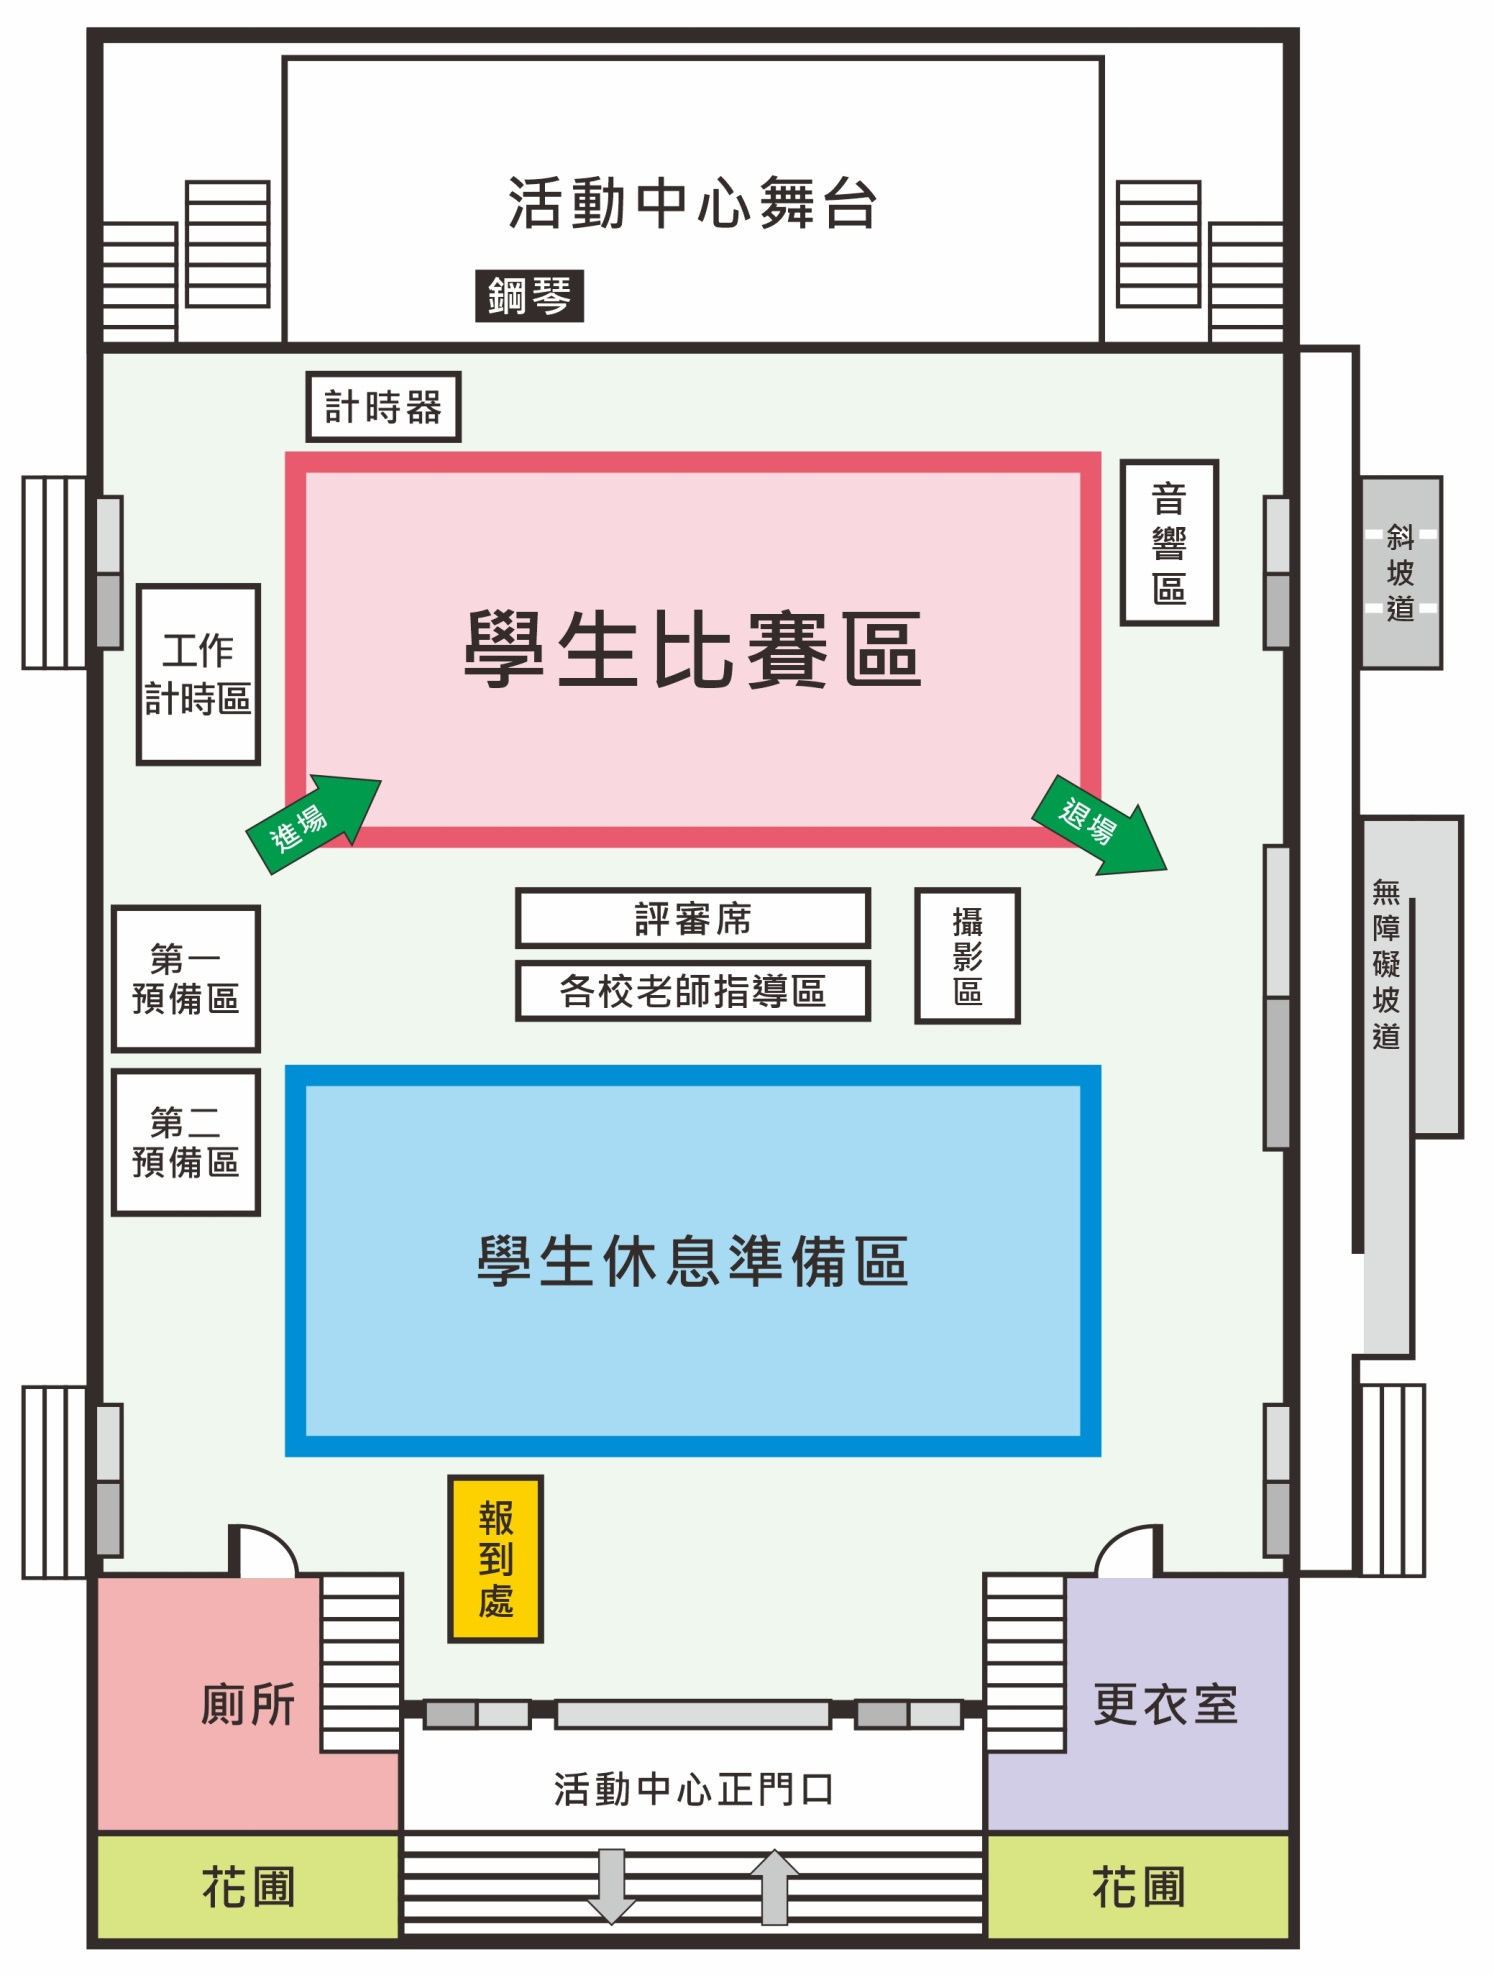 活動中心舞台
鋼琴
計時器
音響區
斜坡道
學生比賽區
工作
計時區
進場
退場
評審席
攝影區
無障礙坡道
各校老師指導區
第一
預備區
第二
預備區
學生休息準備區
報到處
廁所
更衣室
活動中心正門口
花圃
花圃